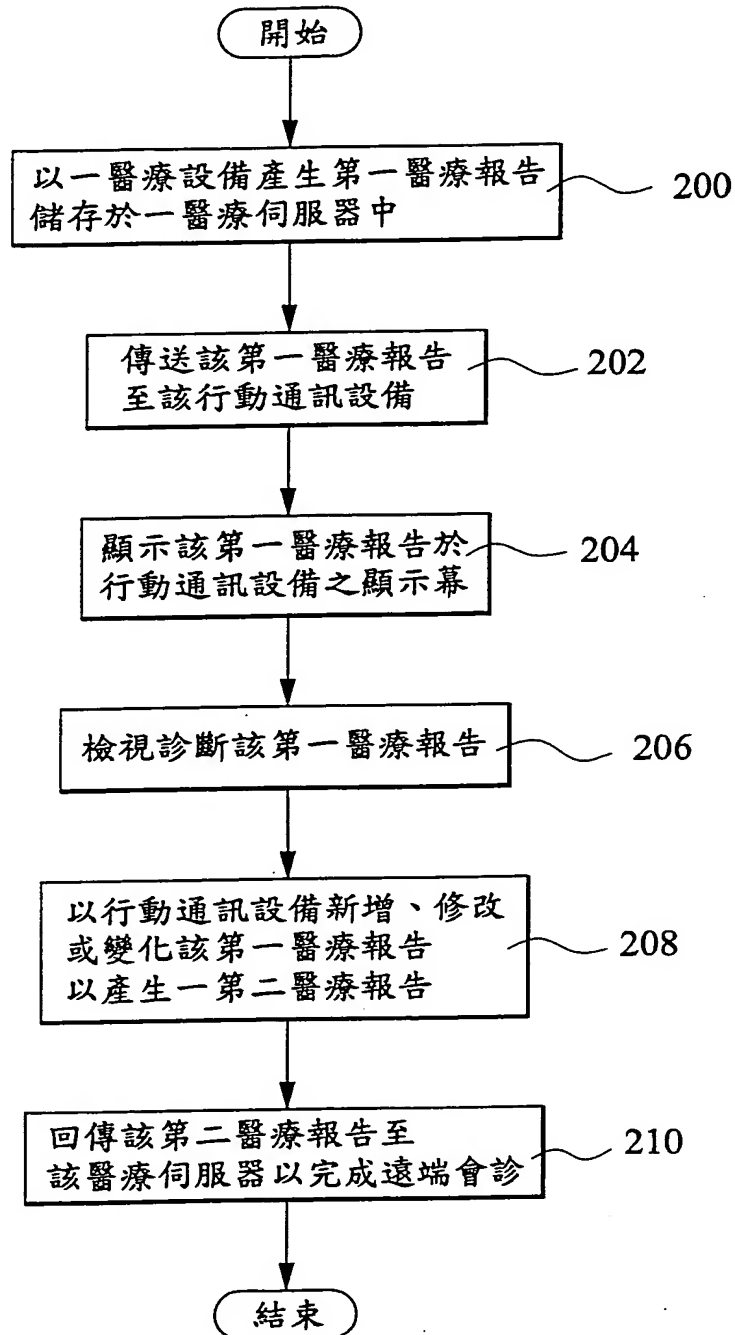 開始
以一醫療設備產生第一醫療報告
儲存於一醫療伺服器中
200
傳送該第一醫療報告
至該行動通訊設備
202
顯示該第一醫療報告於
行動通訊設備之顯示幕
204
檢視診斷該第一醫療報告
206
以行動通訊設備新增、修改
或變化該第一醫療報告
以產生一第二醫療報告
208
回傳該第二醫療報告至
該醫療伺服器以完成遠端會診
210
結束